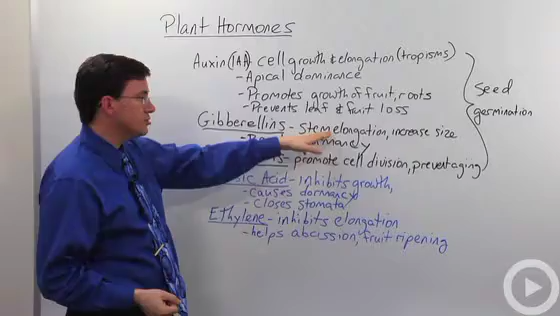 Plant Hormones
Auxin (IAA) - cell growth & elongation (tropisms)
- Apical dominance
- Promotes growth of fruit, roots
- Prevents leaf & fruit loss
Seed
germination
Gibberellins - Stem elongation, increase size
- promote cell division, prevent aging
Acid - inhibits growth,
- causes dormancy
- Closes stomata
Ethylene - inhibits elongation
- helps abcission, fruit ripening